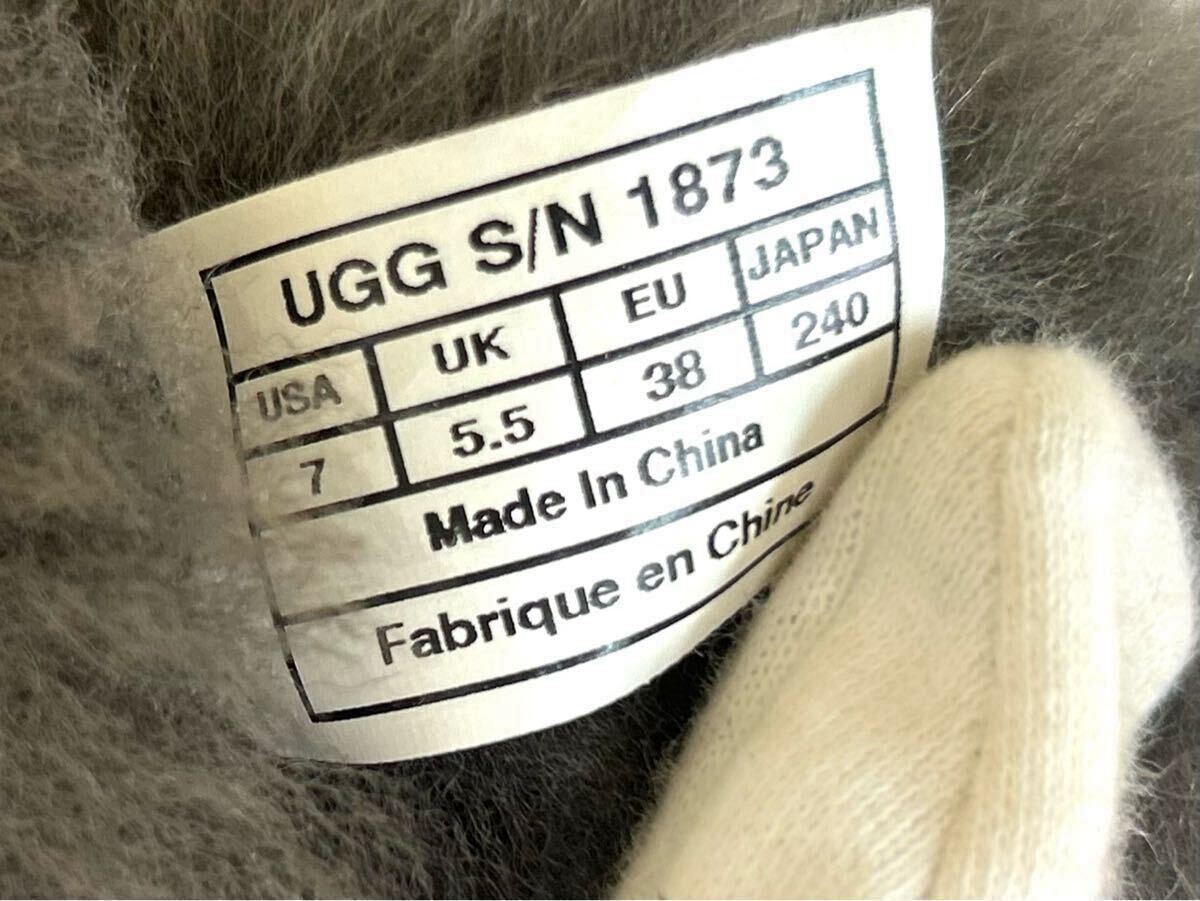 UGG S/N 1873
USA UK EU JAPAN
7 5.5 38 240
Made In China
Fabrique en Chine